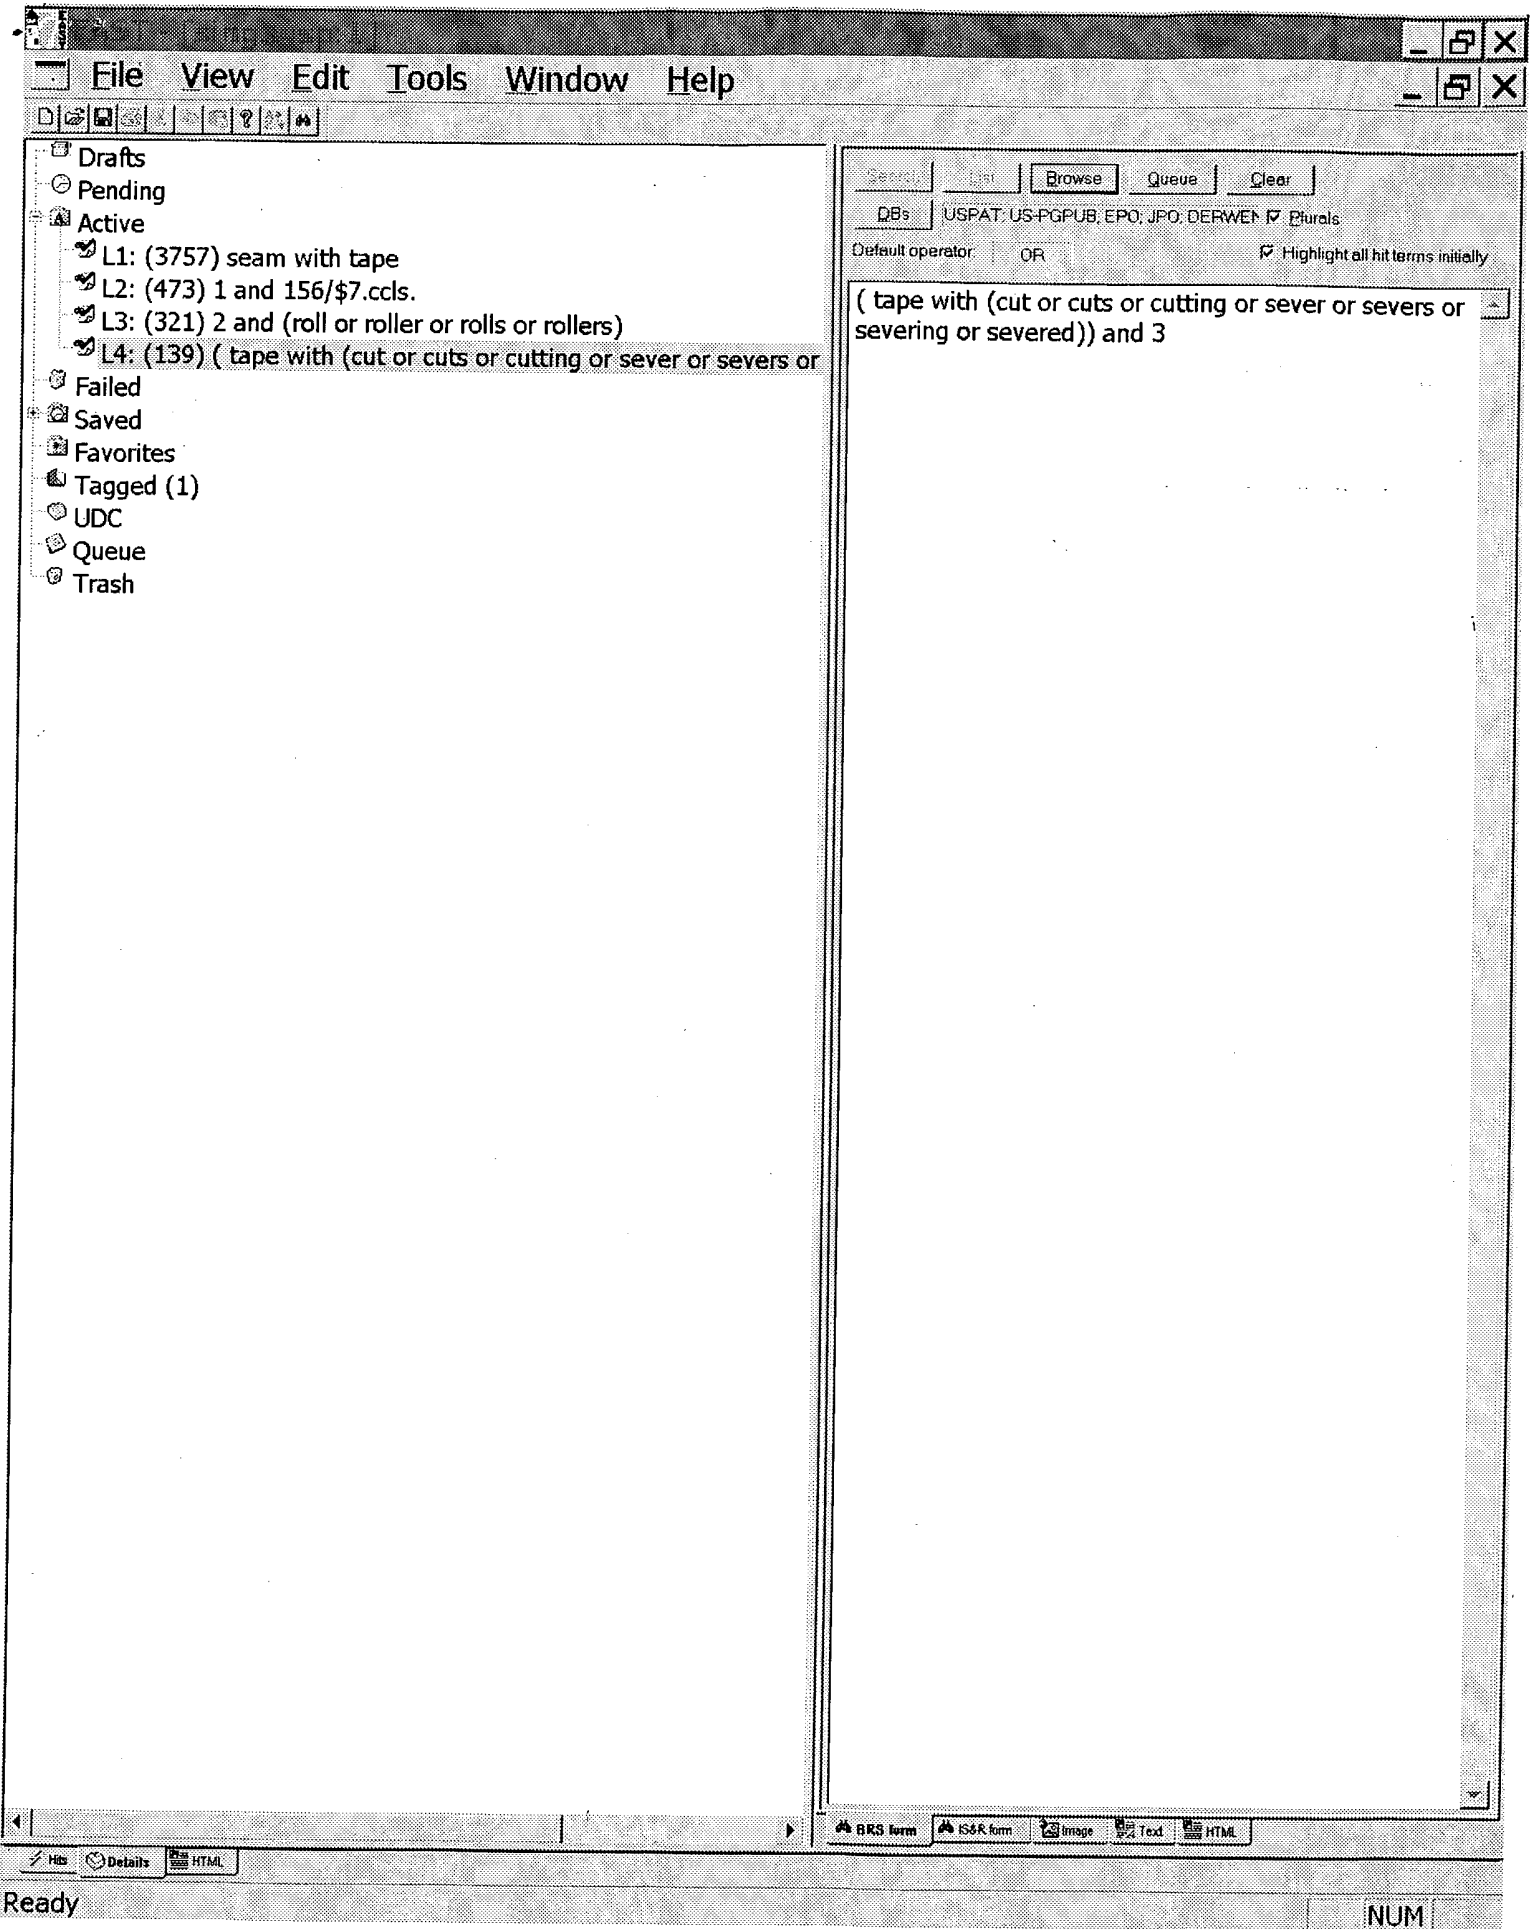 File View Edit Tools Window Help
Drafts
Pending
Active
L1: (3757) seam with tape
L2: (473) 1 and 156/$7.ccls.
L3: (321) 2 and (roll or roller or rolls or rollers)
L4: (139) ( tape with (cut or cuts or cutting or sever or severs or
Failed
Saved
Favorites
Tagged (1)
UDC
Queue
Trash
Search List Browse Queue Clear
DBs USPAT; US-PGPUB; EPO; JPO; DERWEN Plurals
Default operator: OR Highlight all hit terms initially
( tape with (cut or cuts or cutting or sever or severs or
severing or severed)) and 3
BRS form IS&R form Image Text HTML
Hits Details HTML
Ready NUM